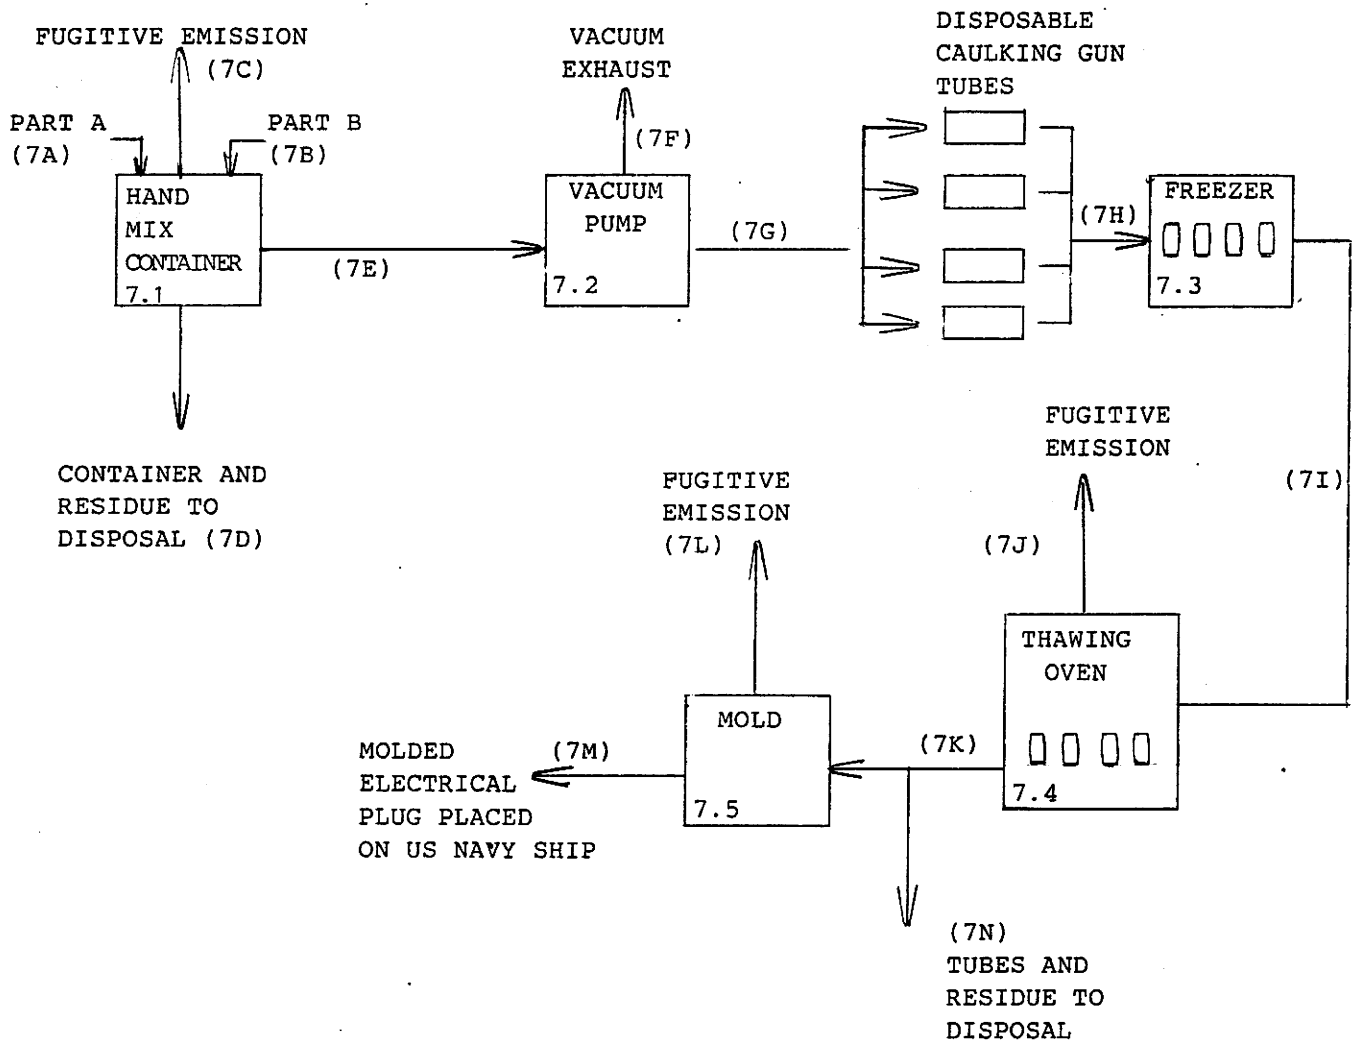 FUGITIVE EMISSION
(7C)
PART A
(7A)
PART B
(7B)
HAND
MIX
CONTAINER
7.1
(7E)
CONTAINER AND
RESIDUE TO
DISPOSAL (7D)
VACUUM
EXHAUST
(7F)
VACUUM
PUMP
7.2
(7G)
DISPOSABLE
CAULKING GUN
TUBES
(7H)
FREEZER
7.3
(7I)
FUGITIVE
EMISSION
(7J)
THAWING
OVEN
7.4
(7K)
(7N)
TUBES AND
RESIDUE TO
DISPOSAL
FUGITIVE
EMISSION
(7L)
MOLD
7.5
(7M)
MOLDED
ELECTRICAL
PLUG PLACED
ON US NAVY SHIP